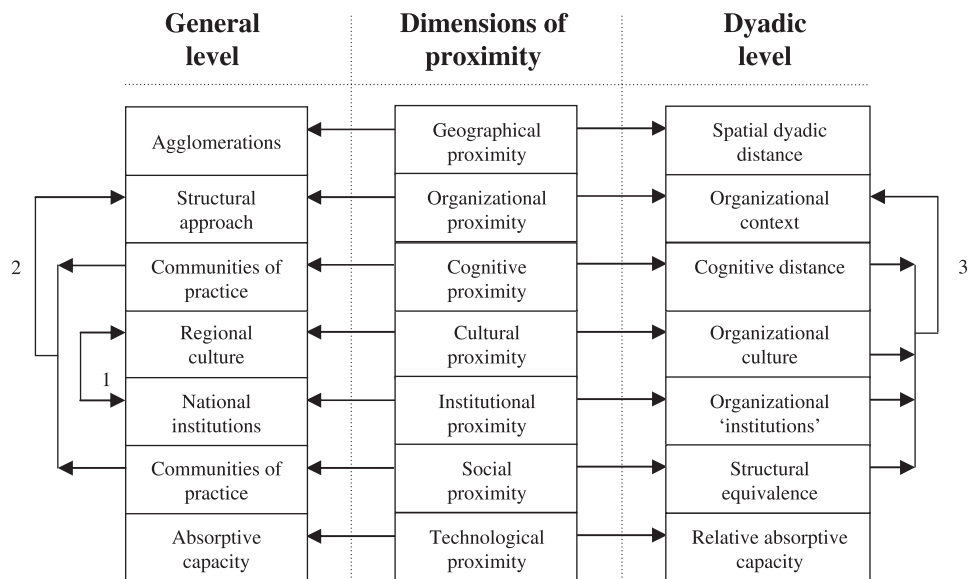 General
level
Dimensions of
proximity
Dyadic
level
Agglomerations
Geographical
proximity
Spatial dyadic
distance
Structural
approach
Organizational
proximity
Organizational
context
2
Communities of
practice
Cognitive
proximity
Cognitive distance
3
Regional
culture
Cultural
proximity
Organizational
culture
1
National
institutions
Institutional
proximity
Organizational
‘institutions’
Communities of
practice
Social
proximity
Structural
equivalence
Absorptive
capacity
Technological
proximity
Relative absorptive
capacity